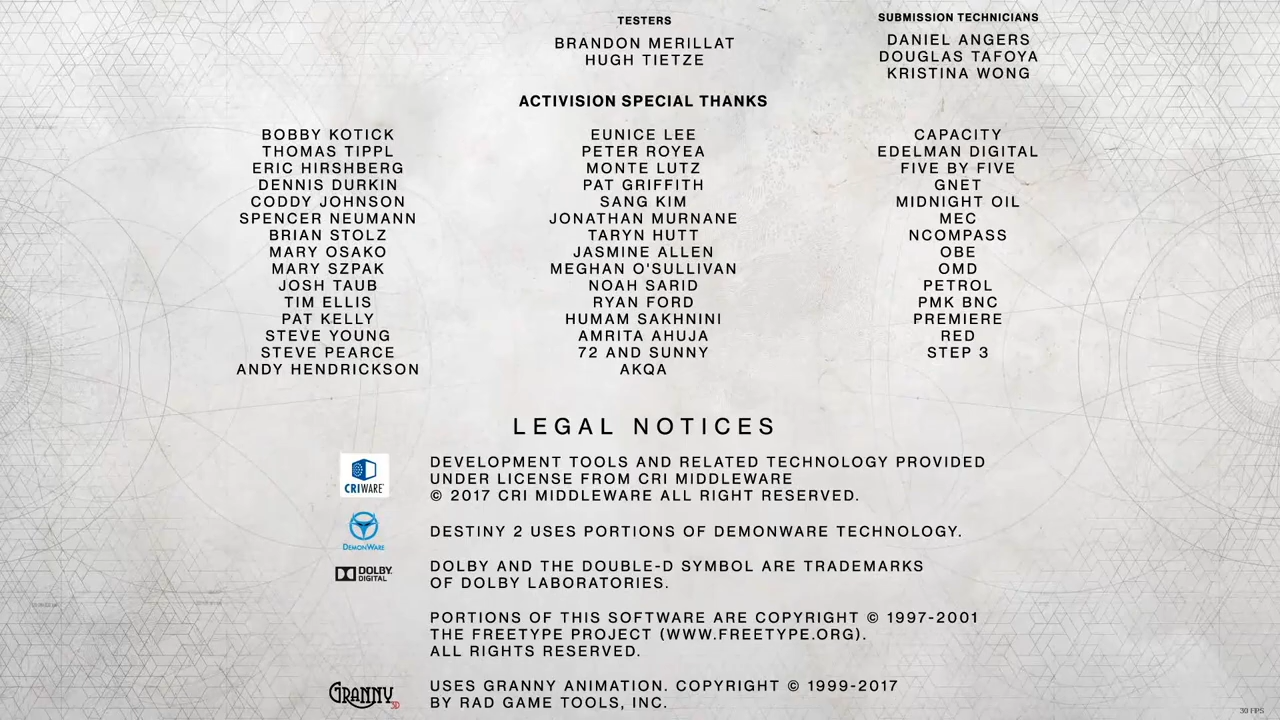 TESTERS
BRANDON MERILLAT
HUGH TIETZE
SUBMISSION TECHNICIANS
DANIEL ANGERS
DOUGLAS TAFOYA
KRISTINA WONG
ACTIVISION SPECIAL THANKS
BOBBY KOTICK
THOMAS TIPPL
ERIC HIRSHBERG
DENNIS DURKIN
CODDY JOHNSON
SPENCER NEUMANN
BRIAN STOLZ
MARY OSAKO
MARY SZPAK
JOSH TAUB
TIM ELLIS
PAT KELLY
STEVE YOUNG
STEVE PEARCE
ANDY HENDRICKSON
EUNICE LEE
PETER ROYEA
MONTE LUTZ
PAT GRIFFITH
SANG KIM
JONATHAN MURNANE
TARYN HUTT
JASMINE ALLEN
MEGHAN O'SULLIVAN
NOAH SARID
RYAN FORD
HUMAM SAKHNINI
AMRITA AHUJA
72 AND SUNNY
AKQA
CAPACITY
EDELMAN DIGITAL
FIVE BY FIVE
GNET
MIDNIGHT OIL
MEC
NCOMPASS
OBE
OMD
PETROL
PMK BNC
PREMIERE
RED
STEP 3
LEGAL NOTICES
CRIWARE
DEVELOPMENT TOOLS AND RELATED TECHNOLOGY PROVIDED
UNDER LICENSE FROM CRI MIDDLEWARE
© 2017 CRI MIDDLEWARE ALL RIGHT RESERVED.
DEMONWARE
DESTINY 2 USES PORTIONS OF DEMONWARE TECHNOLOGY.
DOLBY
DIGITAL
DOLBY AND THE DOUBLE-D SYMBOL ARE TRADEMARKS
OF DOLBY LABORATORIES.
PORTIONS OF THIS SOFTWARE ARE COPYRIGHT © 1997-2001
THE FREETYPE PROJECT (WWW.FREETYPE.ORG).
ALL RIGHTS RESERVED.
GRANNY 3D
USES GRANNY ANIMATION. COPYRIGHT © 1999-2017
BY RAD GAME TOOLS, INC.
30 FPS